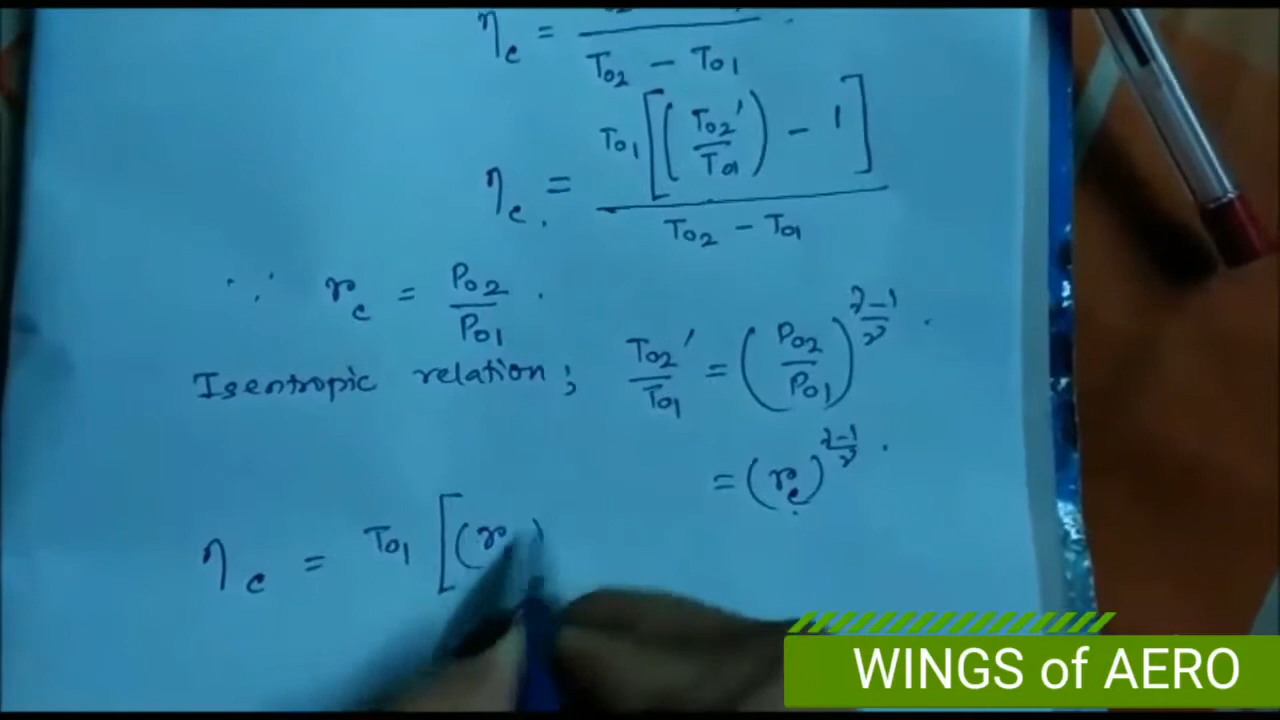 η_c = / T02 - T01
η_c = T01 [ ( T02' / T01 ) - 1 ] / T02 - T01
∵ r_c = P02 / P01 .
Isentropic relation ; T02' / T01 = ( P02 / P01 )^(γ-1 / γ) .
= (r_c)^(γ-1 / γ) .
η_c = T01 [ (r )
WINGS of AERO